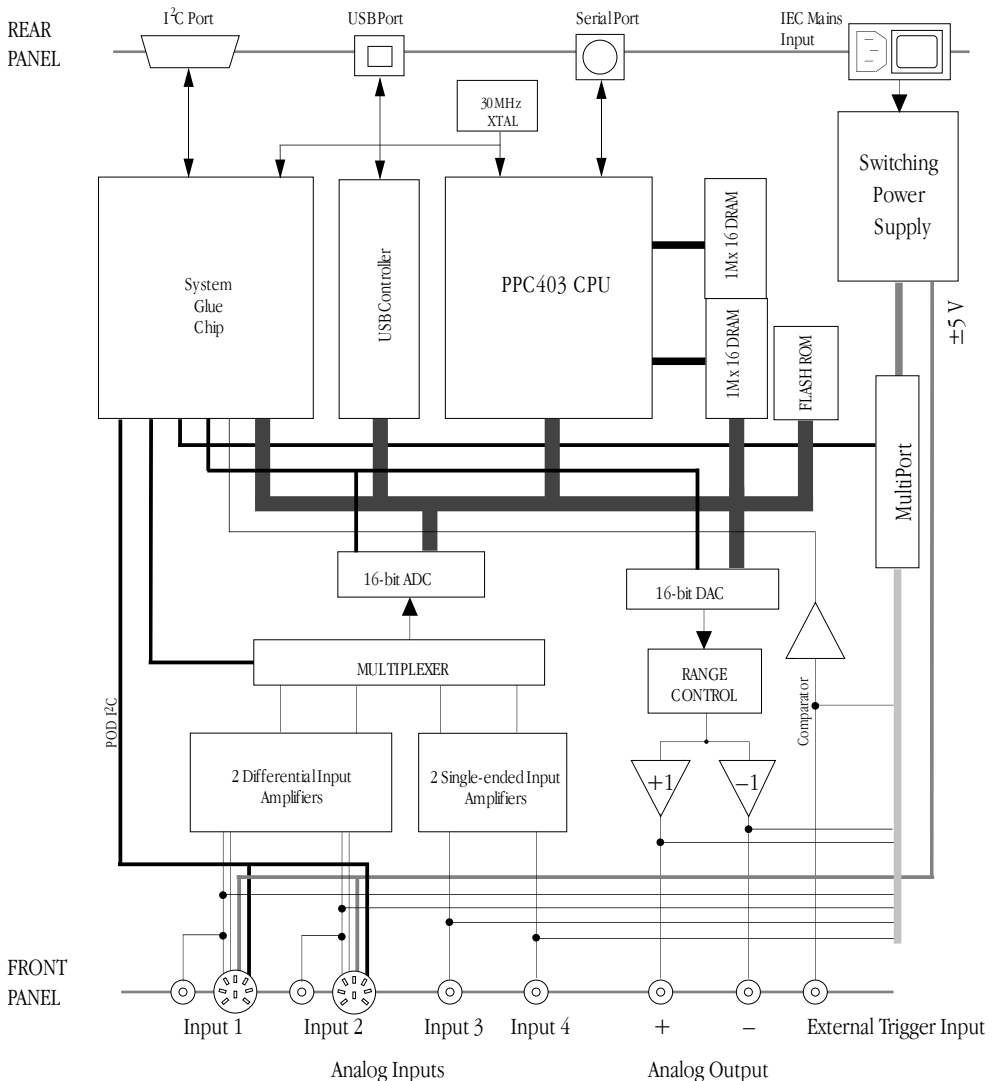 REAR
PANEL
I²C Port
USB Port
Serial Port
IEC Mains
Input
30MHz
XTAL
Switching
Power
Supply
System
Glue
Chip
USB Controller
PPC403 CPU
1M x 16 DRAM
1M x 16 DRAM
FLASH ROM
±5 V
MultiPort
16-bit ADC
16-bit DAC
MULTIPLEXER
RANGE
CONTROL
Comparator
POD I²C
2 Differential Input
Amplifiers
2 Single-ended Input
Amplifiers
+1
−1
FRONT
PANEL
Input 1
Input 2
Input 3
Input 4
+
−
External Trigger Input
Analog Inputs
Analog Output